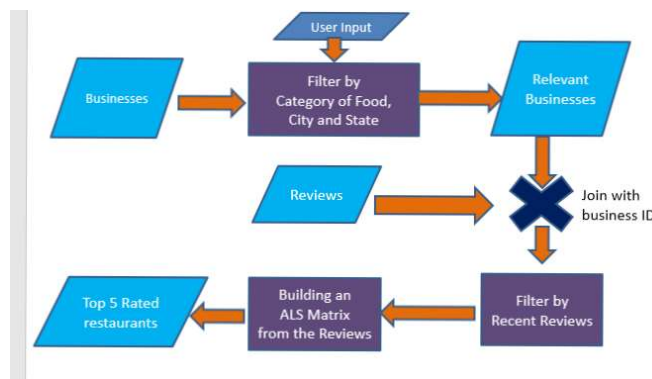 User Input
Businesses
Filter by
Category of Food,
City and State
Relevant
Businesses
Reviews
Join with
business ID
Top 5 Rated
restaurants
Building an
ALS Matrix
from the Reviews
Filter by
Recent Reviews